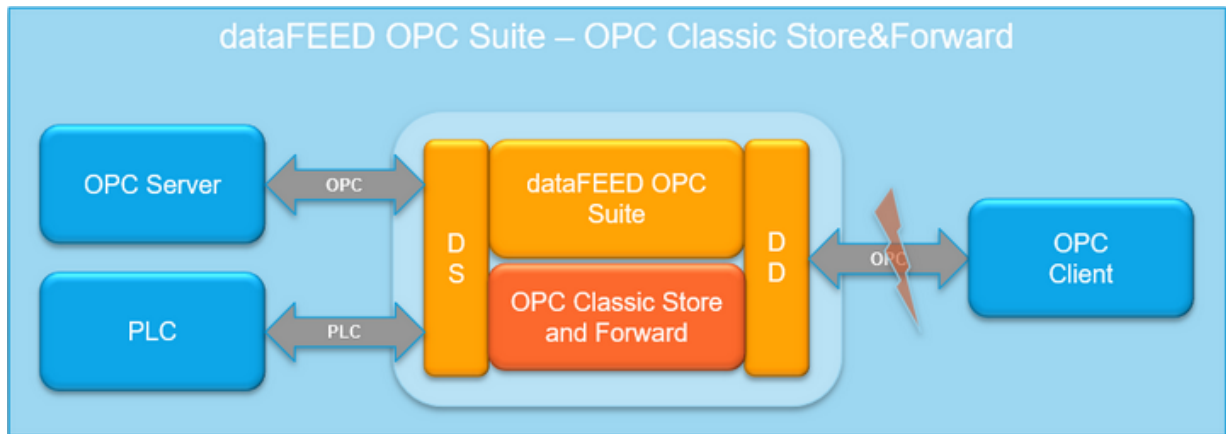 dataFEED OPC Suite – OPC Classic Store&Forward
OPC Server
OPC
PLC
PLC
D
S
dataFEED OPC
Suite
OPC Classic Store
and Forward
D
D
OPC
OPC
Client